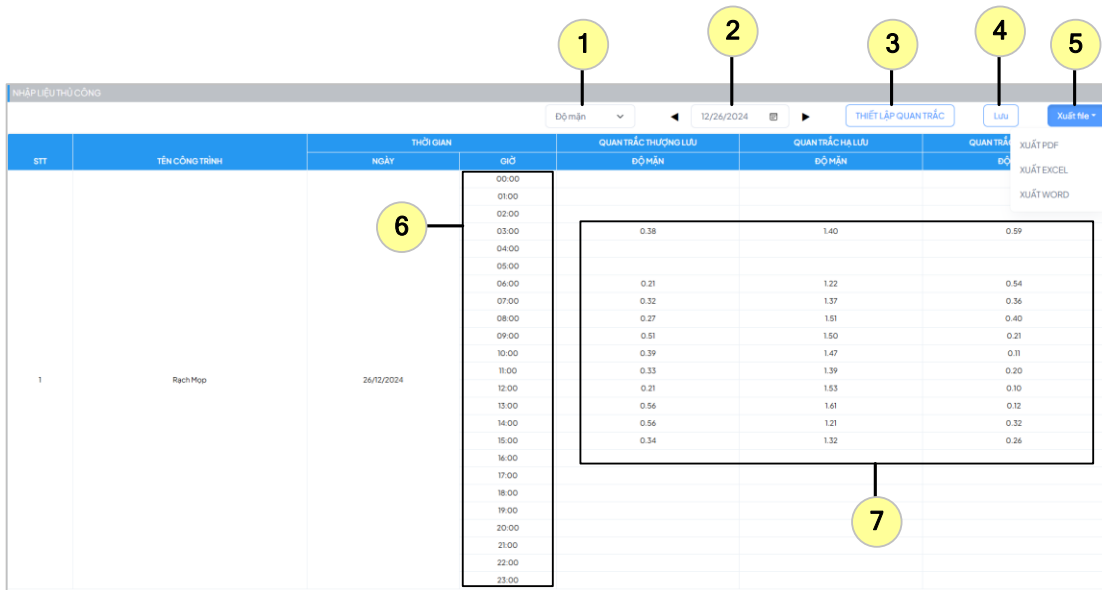 1 2 3 4 5
NHẬP LIỆU THỦ CÔNG
Độ mặn 12/26/2024 THIẾT LẬP QUAN TRẮC Lưu Xuất file
XUẤT PDF
XUẤT EXCEL
XUẤT WORD
STT TÊN CÔNG TRÌNH THỜI GIAN QUAN TRẮC THƯỢNG LƯU QUAN TRẮC HẠ LƯU QUAN TRẮ
NGÀY GIỜ ĐỘ MẶN ĐỘ MẶN ĐỘ
00:00
01:00
02:00
6
03:00 0.38 1.40 0.59
04:00
05:00
06:00 0.21 1.22 0.54
07:00 0.32 1.37 0.36
08:00 0.27 1.51 0.40
09:00 0.51 1.50 0.21
10:00 0.39 1.47 0.11
11:00 0.33 1.39 0.20
1 Rạch Mọp 26/12/2024
12:00 0.21 1.53 0.10
13:00 0.56 1.61 0.12
14:00 0.56 1.21 0.32
15:00 0.34 1.32 0.26
16:00
17:00
18:00
19:00
7
20:00
21:00
22:00
23:00